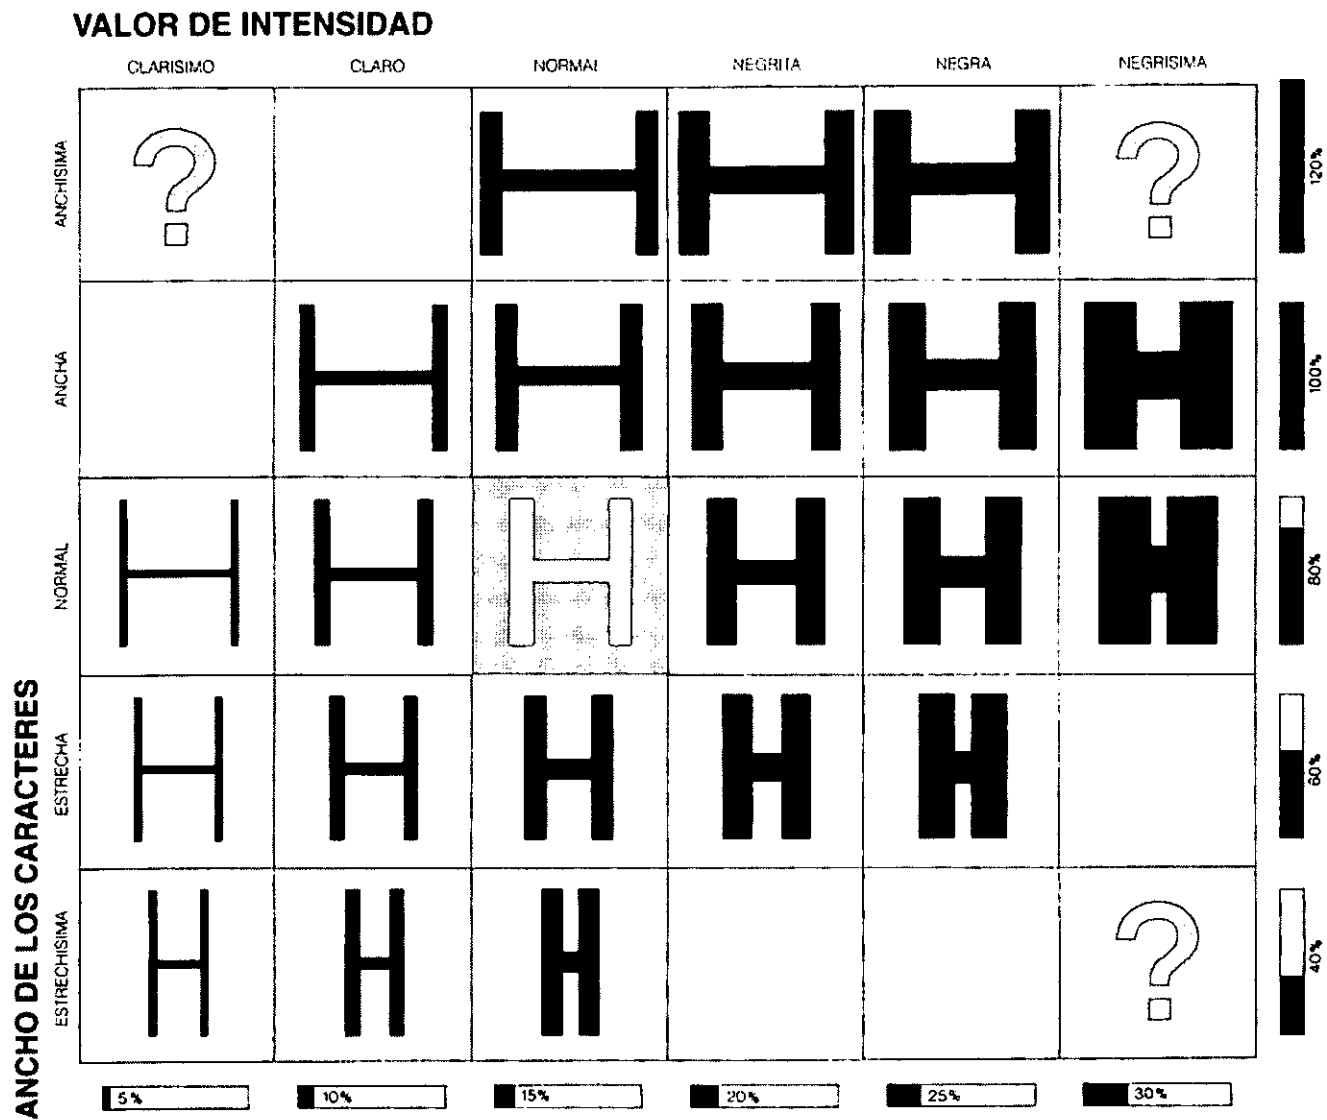 VALOR DE INTENSIDAD
CLARISIMO CLARO NORMAL NEGRITA NEGRA NEGRISIMA
ANCHO DE LOS CARACTERES
ANCHISIMA
? H H H ?
120%
ANCHA
H H H H H
100%
NORMAL
H H H H H H
80%
ESTRECHA
H H H H H
60%
ESTRECHISIMA
H H H ?
40%
5% 10% 15% 20% 25% 30%